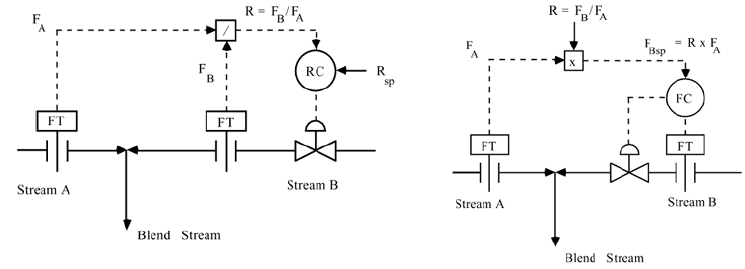 R = F_B/F_A
F_A
/
F_B
RC
R_sp
FT
FT
Stream A
Stream B
Blend Stream
R = F_B/F_A
F_A
x
F_Bsp = R x F_A
FC
FT
FT
Stream A
Stream B
Blend Stream